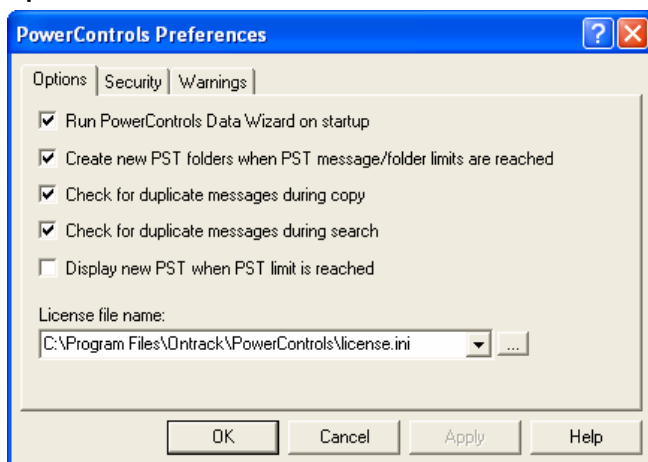 PowerControls Preferences
Options Security Warnings
Run PowerControls Data Wizard on startup
Create new PST folders when PST message/folder limits are reached
Check for duplicate messages during copy
Check for duplicate messages during search
Display new PST when PST limit is reached
License file name:
C:\Program Files\Ontrack\PowerControls\license.ini ...
OK Cancel Apply Help